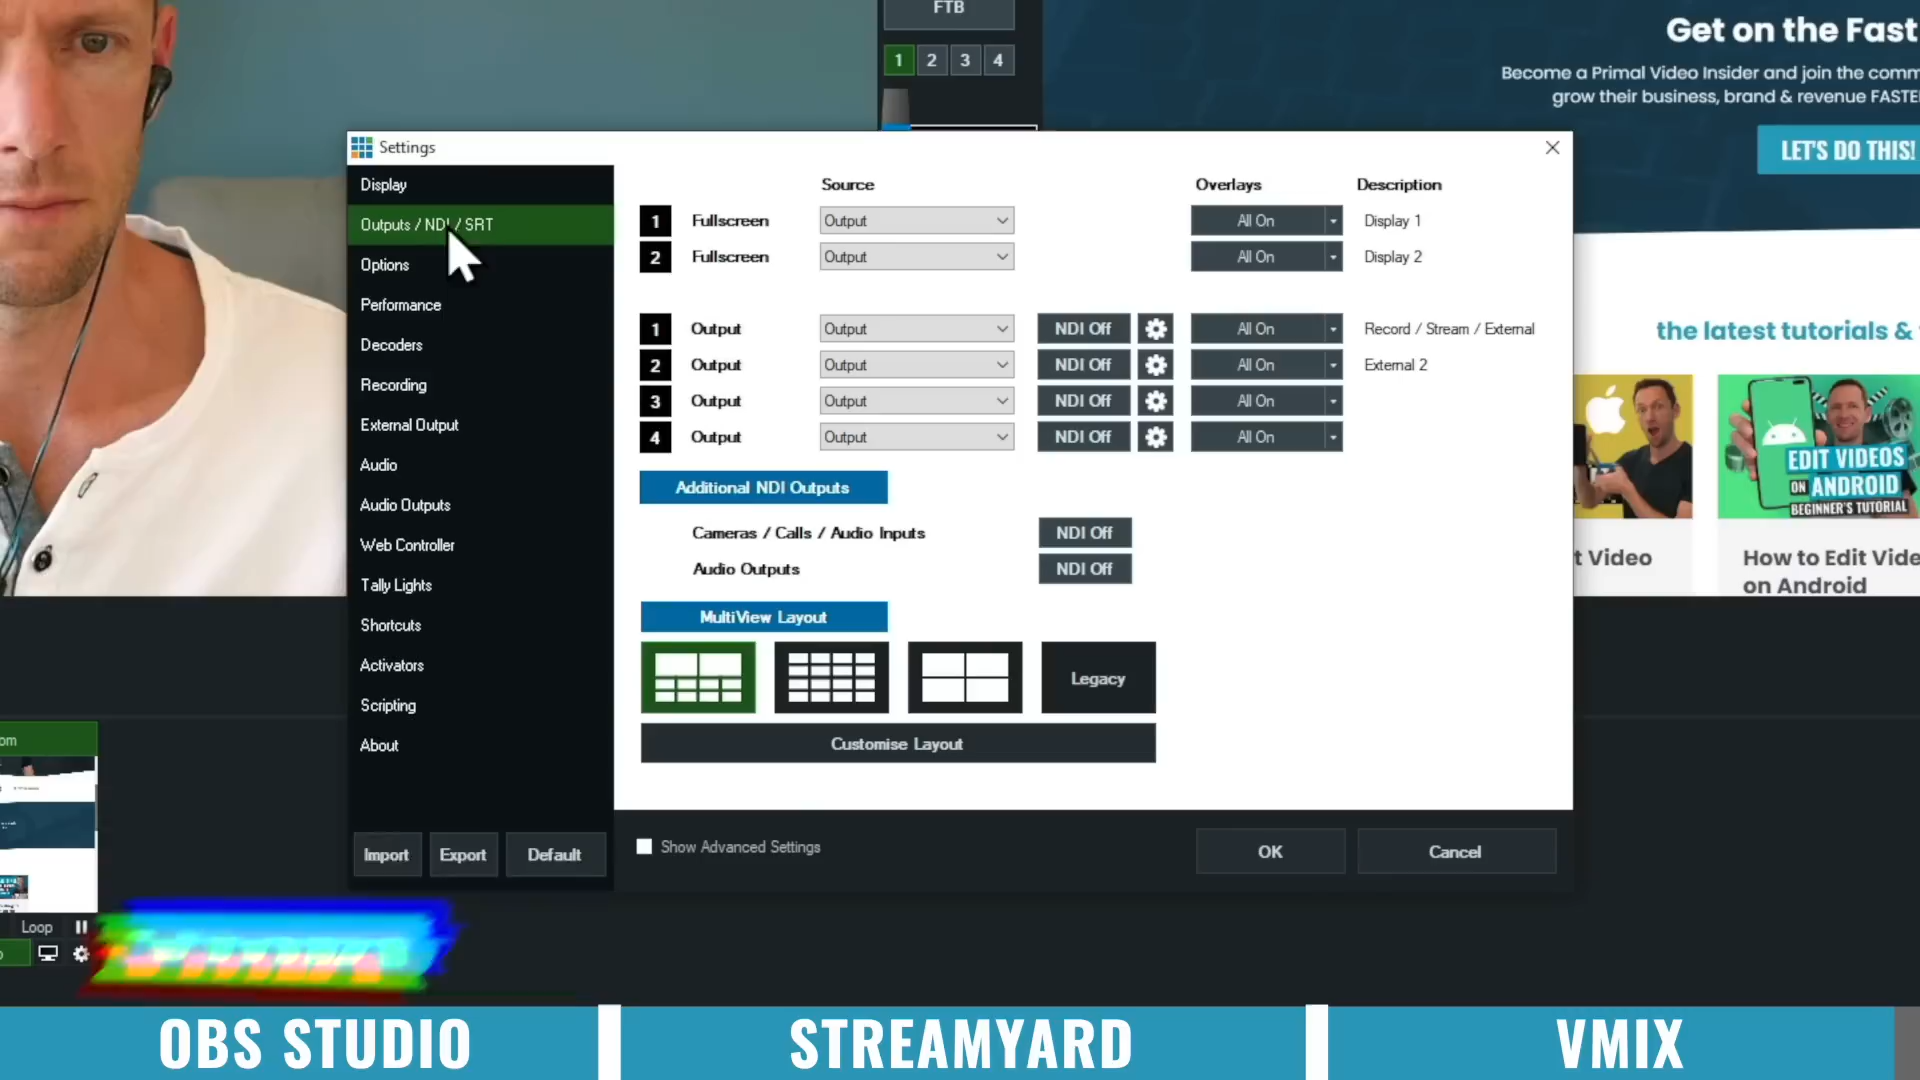 FTB
1 2 3 4
Get on the Fast
Become a Primal Video Insider and join the comm
grow their business, brand & revenue FASTE
LET'S DO THIS!
Settings
Display
Outputs / NDI / SRT
Options
Performance
Decoders
Recording
External Output
Audio
Audio Outputs
Web Controller
Tally Lights
Shortcuts
Activators
Scripting
About
Import Export Default
Source Overlays Description
1 Fullscreen Output All On Display 1
2 Fullscreen Output All On Display 2
1 Output Output NDI Off All On Record / Stream / External
2 Output Output NDI Off All On External 2
3 Output Output NDI Off All On
4 Output Output NDI Off All On
Additional NDI Outputs
Cameras / Calls / Audio Inputs NDI Off
Audio Outputs NDI Off
MultiView Layout
Legacy
Customise Layout
Show Advanced Settings
OK Cancel
the latest tutorials &
EDIT VIDEOS
ON ANDROID
BEGINNER'S TUTORIAL
t Video
How to Edit Vide
on Android
om
Loop
OBS STUDIO STREAMYARD VMIX